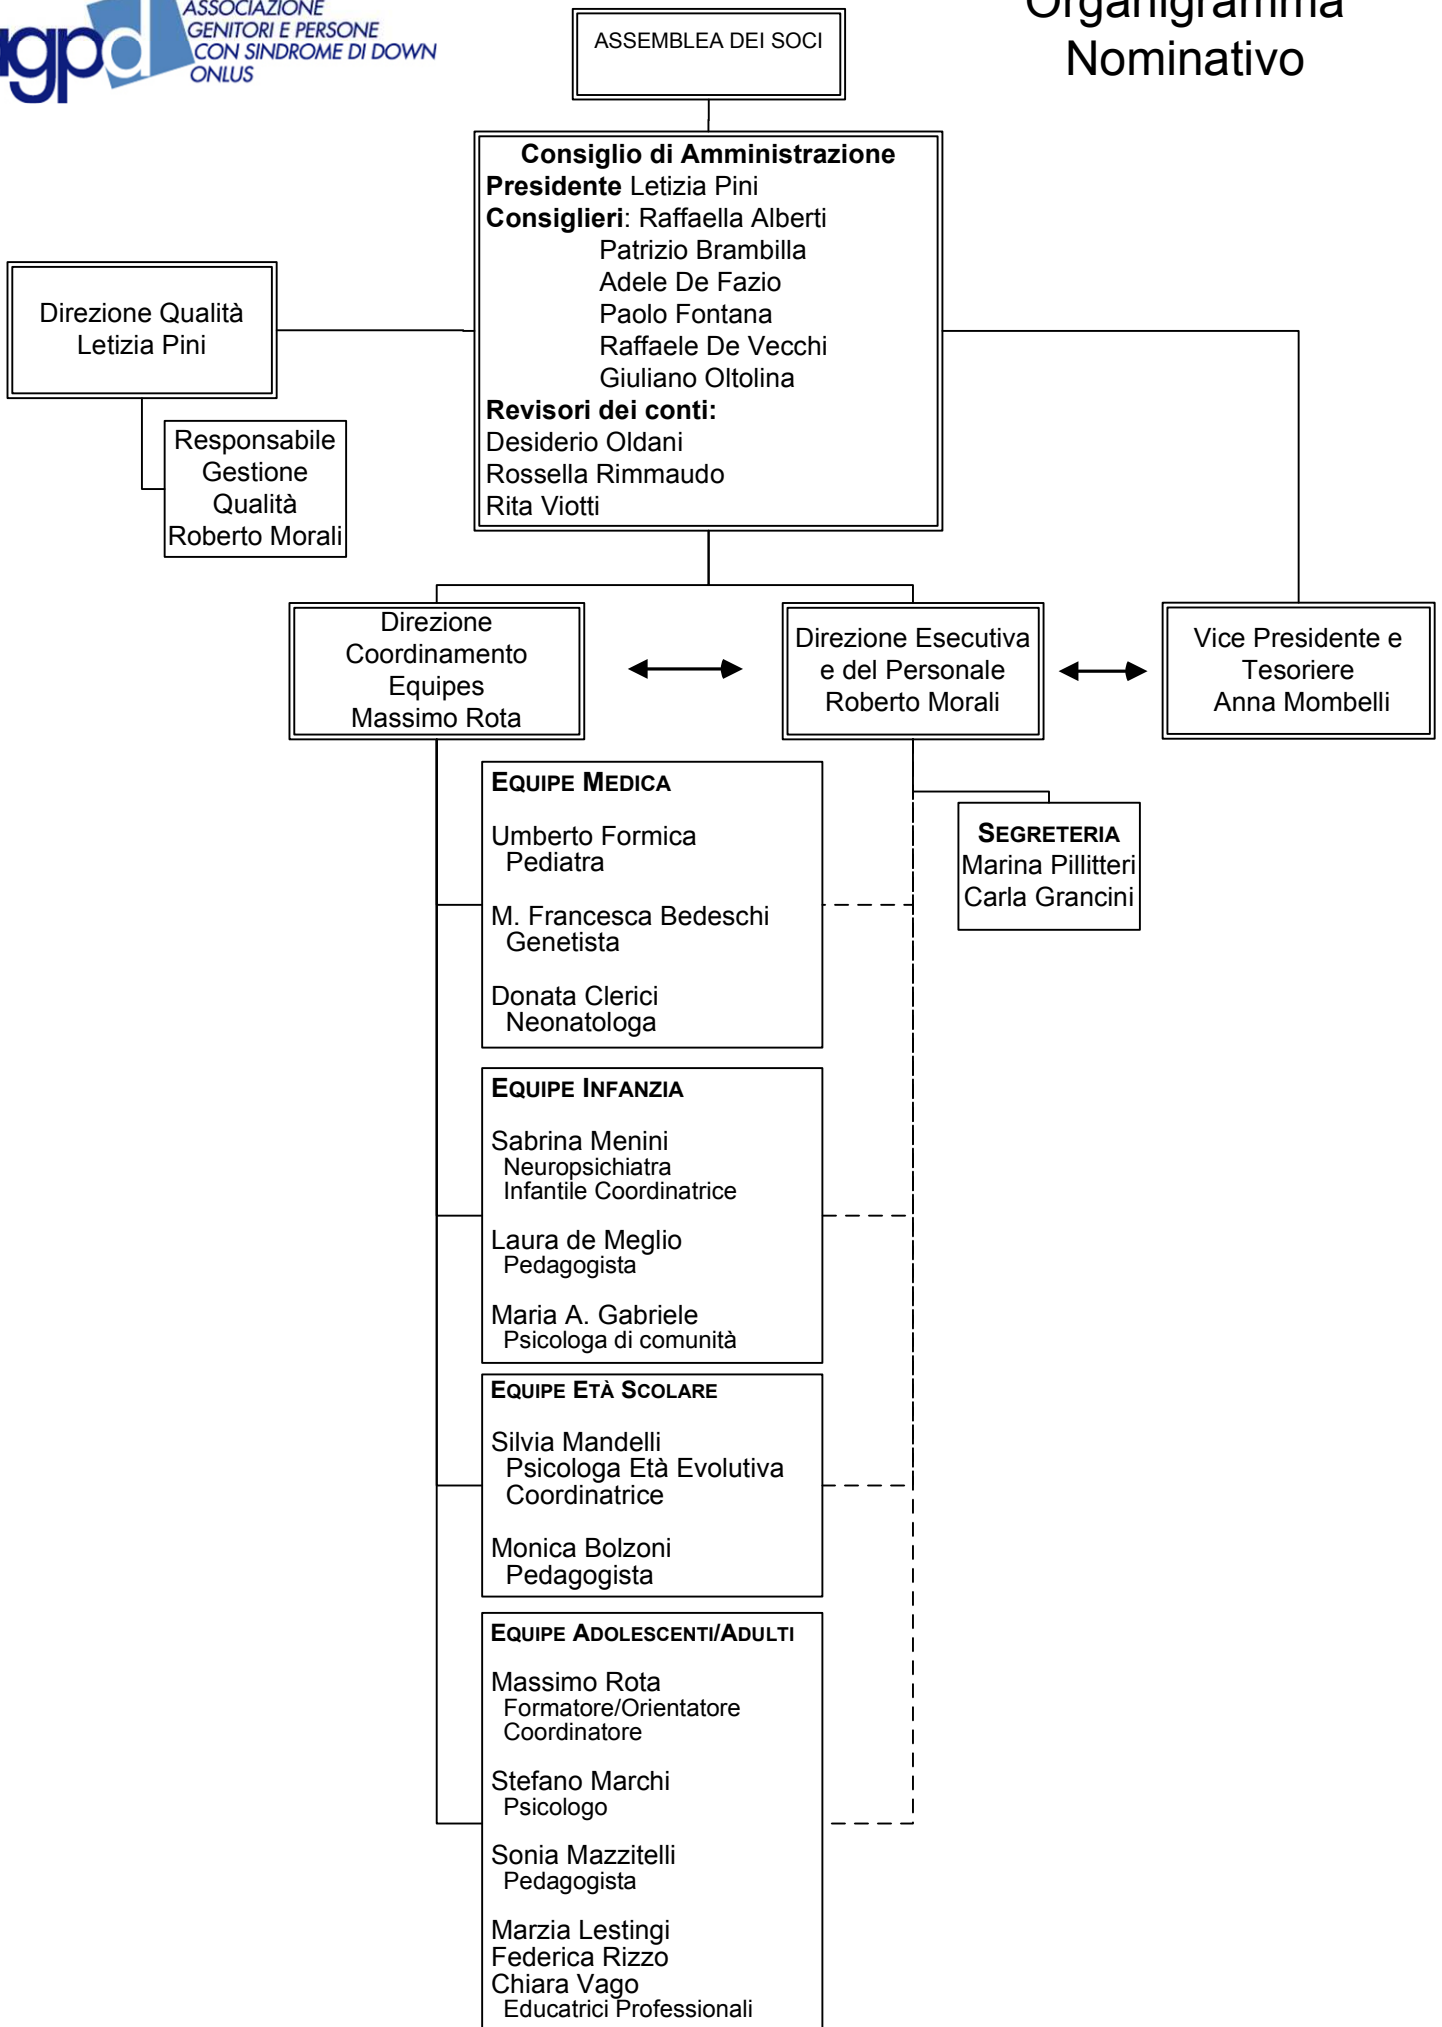 ASSOCIAZIONE
GENITORI E PERSONE
CON SINDROME DI DOWN
ONLUS
agpd
Organigramma
Nominativo
ASSEMBLEA DEI SOCI
Consiglio di Amministrazione
Presidente Letizia Pini
Consiglieri: Raffaella Alberti
Patrizio Brambilla
Adele De Fazio
Paolo Fontana
Raffaele De Vecchi
Giuliano Oltolina
Revisori dei conti:
Desiderio Oldani
Rossella Rimmaudo
Rita Viotti
Direzione Qualità
Letizia Pini
Responsabile
Gestione
Qualità
Roberto Morali
Direzione
Coordinamento
Equipes
Massimo Rota
Direzione Esecutiva
e del Personale
Roberto Morali
Vice Presidente e
Tesoriere
Anna Mombelli
EQUIPE MEDICA
Umberto Formica
Pediatra
M. Francesca Bedeschi
Genetista
Donata Clerici
Neonatologa
SEGRETERIA
Marina Pillitteri
Carla Grancini
EQUIPE INFANZIA
Sabrina Menini
Neuropsichiatra
Infantile Coordinatrice
Laura de Meglio
Pedagogista
Maria A. Gabriele
Psicologa di comunità
EQUIPE ETÀ SCOLARE
Silvia Mandelli
Psicologa Età Evolutiva
Coordinatrice
Monica Bolzoni
Pedagogista
EQUIPE ADOLESCENTI/ADULTI
Massimo Rota
Formatore/Orientatore
Coordinatore
Stefano Marchi
Psicologo
Sonia Mazzitelli
Pedagogista
Marzia Lestingi
Federica Rizzo
Chiara Vago
Educatrici Professionali